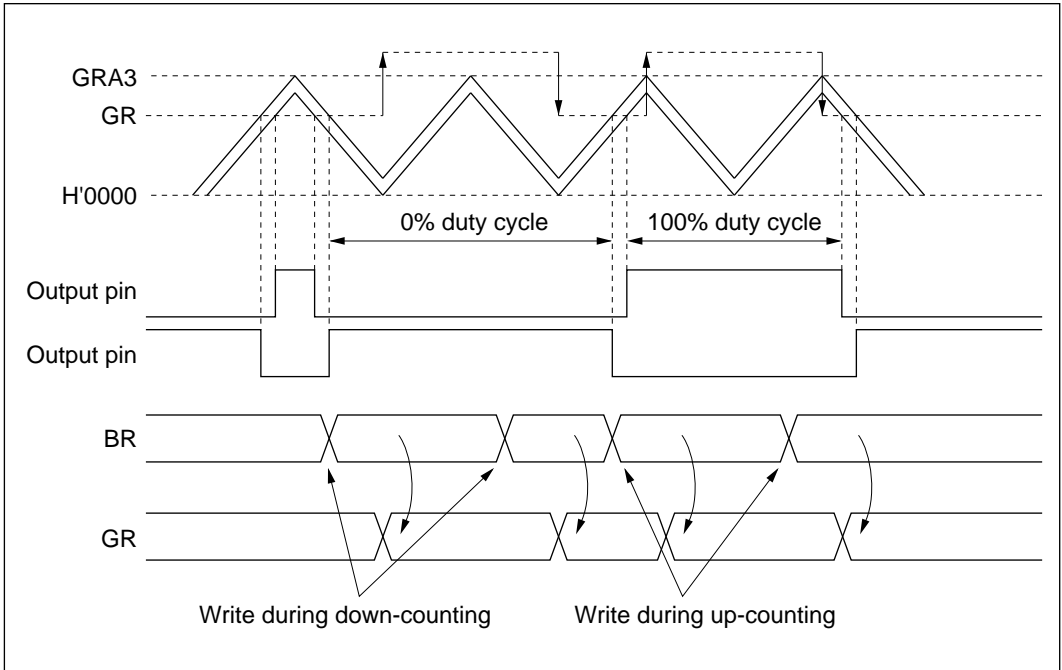 GRA3
GR
H'0000
0% duty cycle
100% duty cycle
Output pin
Output pin
BR
GR
Write during down-counting
Write during up-counting